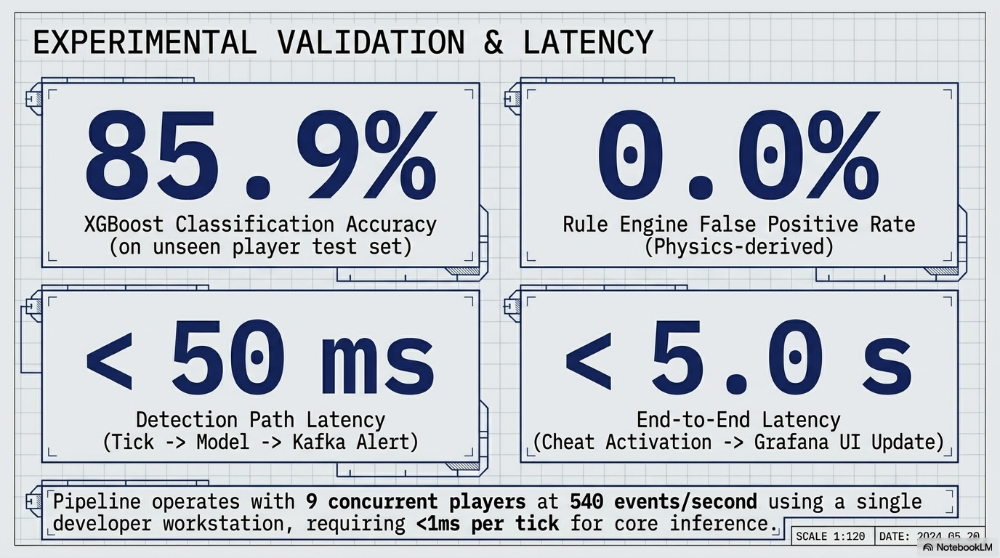 EXPERIMENTAL VALIDATION & LATENCY
85.9%
XGBoost Classification Accuracy
(on unseen player test set)
0.0%
Rule Engine False Positive Rate
(Physics-derived)
< 50 ms
Detection Path Latency
(Tick -> Model -> Kafka Alert)
< 5.0 s
End-to-End Latency
(Cheat Activation -> Grafana UI Update)
Pipeline operates with 9 concurrent players at 540 events/second using a single
developer workstation, requiring <1ms per tick for core inference.
SCALE 1:120
DATE: 2024.05.20
NotebookLM